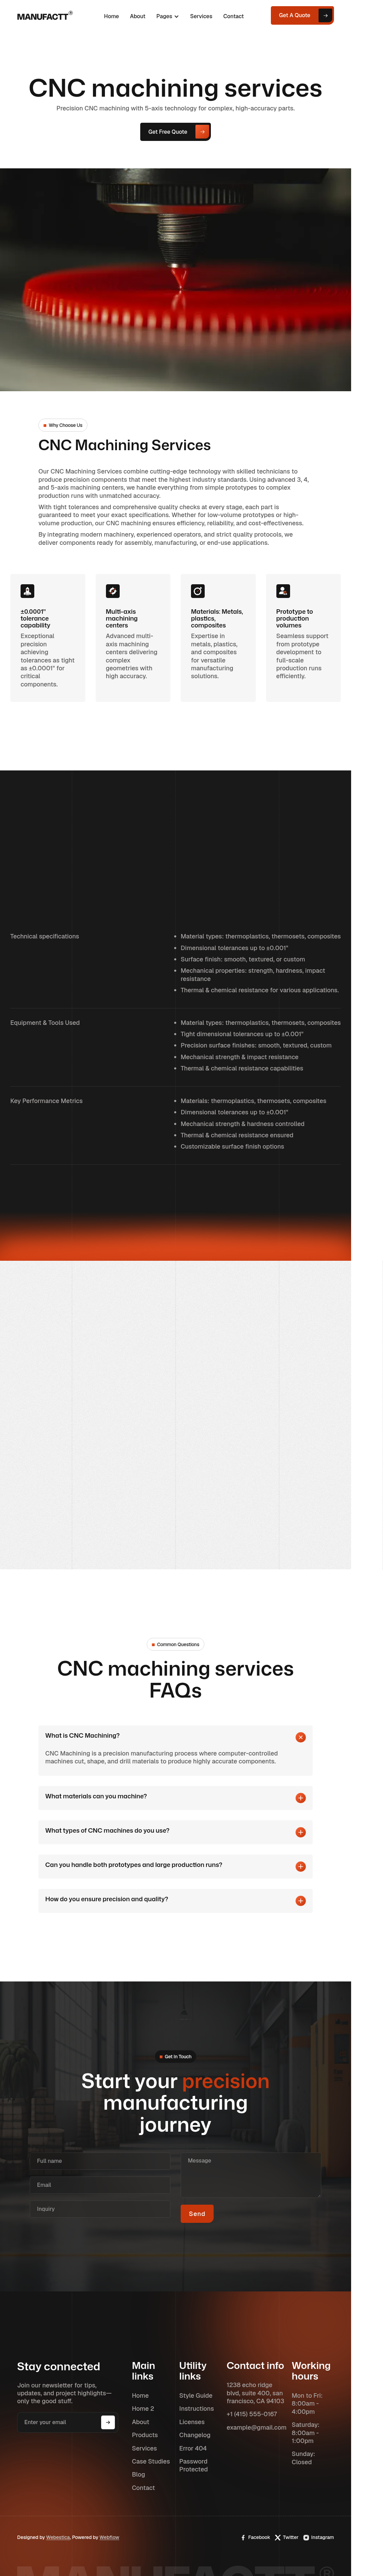 MANUFACTT®
Home
About
Pages
Services
Contact
Get A Quote
CNC machining services
Precision CNC machining with 5-axis technology for complex, high-accuracy parts.
Get Free Quote
Why Choose Us
CNC Machining Services
Our CNC Machining Services combine cutting-edge technology with skilled technicians to
produce precision components that meet the highest industry standards. Using advanced 3, 4,
and 5-axis machining centers, we handle everything from simple prototypes to complex
production runs with unmatched accuracy.
With tight tolerances and comprehensive quality checks at every stage, each part is
guaranteed to meet your exact specifications. Whether for low-volume prototypes or high-
volume production, our CNC machining ensures efficiency, reliability, and cost-effectiveness.
By integrating modern machinery, experienced operators, and strict quality protocols, we
deliver components ready for assembly, manufacturing, or end-use applications.
±0.0001"
tolerance
capability
Exceptional
precision
achieving
tolerances as tight
as ±0.0001" for
critical
components.
Multi-axis
machining
centers
Advanced multi-
axis machining
centers delivering
complex
geometries with
high accuracy.
Materials: Metals,
plastics,
composites
Expertise in
metals, plastics,
and composites
for versatile
manufacturing
solutions.
Prototype to
production
volumes
Seamless support
from prototype
development to
full-scale
production runs
efficiently.
Technical specifications
Material types: thermoplastics, thermosets, composites
Dimensional tolerances up to ±0.001"
Surface finish: smooth, textured, or custom
Mechanical properties: strength, hardness, impact
resistance
Thermal & chemical resistance for various applications.
Equipment & Tools Used
Material types: thermoplastics, thermosets, composites
Tight dimensional tolerances up to ±0.001"
Precision surface finishes: smooth, textured, custom
Mechanical strength & impact resistance
Thermal & chemical resistance capabilities
Key Performance Metrics
Materials: thermoplastics, thermosets, composites
Dimensional tolerances up to ±0.001"
Mechanical strength & hardness controlled
Thermal & chemical resistance ensured
Customizable surface finish options
Common Questions
CNC machining services
FAQs
What is CNC Machining?
CNC Machining is a precision manufacturing process where computer-controlled
machines cut, shape, and drill materials to produce highly accurate components.
What materials can you machine?
What types of CNC machines do you use?
Can you handle both prototypes and large production runs?
How do you ensure precision and quality?
Get In Touch
Start your precision
manufacturing
journey
Full name
Email
Inquiry
Message
Send
Stay connected
Join our newsletter for tips,
updates, and project highlights—
only the good stuff.
Enter your email
Main
links
Home
Home 2
About
Products
Services
Case Studies
Blog
Contact
Utility
links
Style Guide
Instructions
Licenses
Changelog
Error 404
Password
Protected
Contact info
1238 echo ridge
blvd, suite 400, san
francisco, CA 94103
+1 (415) 555-0167
example@gmail.com
Working
hours
Mon to Fri:
8:00am -
4:00pm
Saturday:
8:00am -
1:00pm
Sunday:
Closed
Designed by Webestica, Powered by Webflow
Facebook
Twitter
Instagram
MANUFACTT®